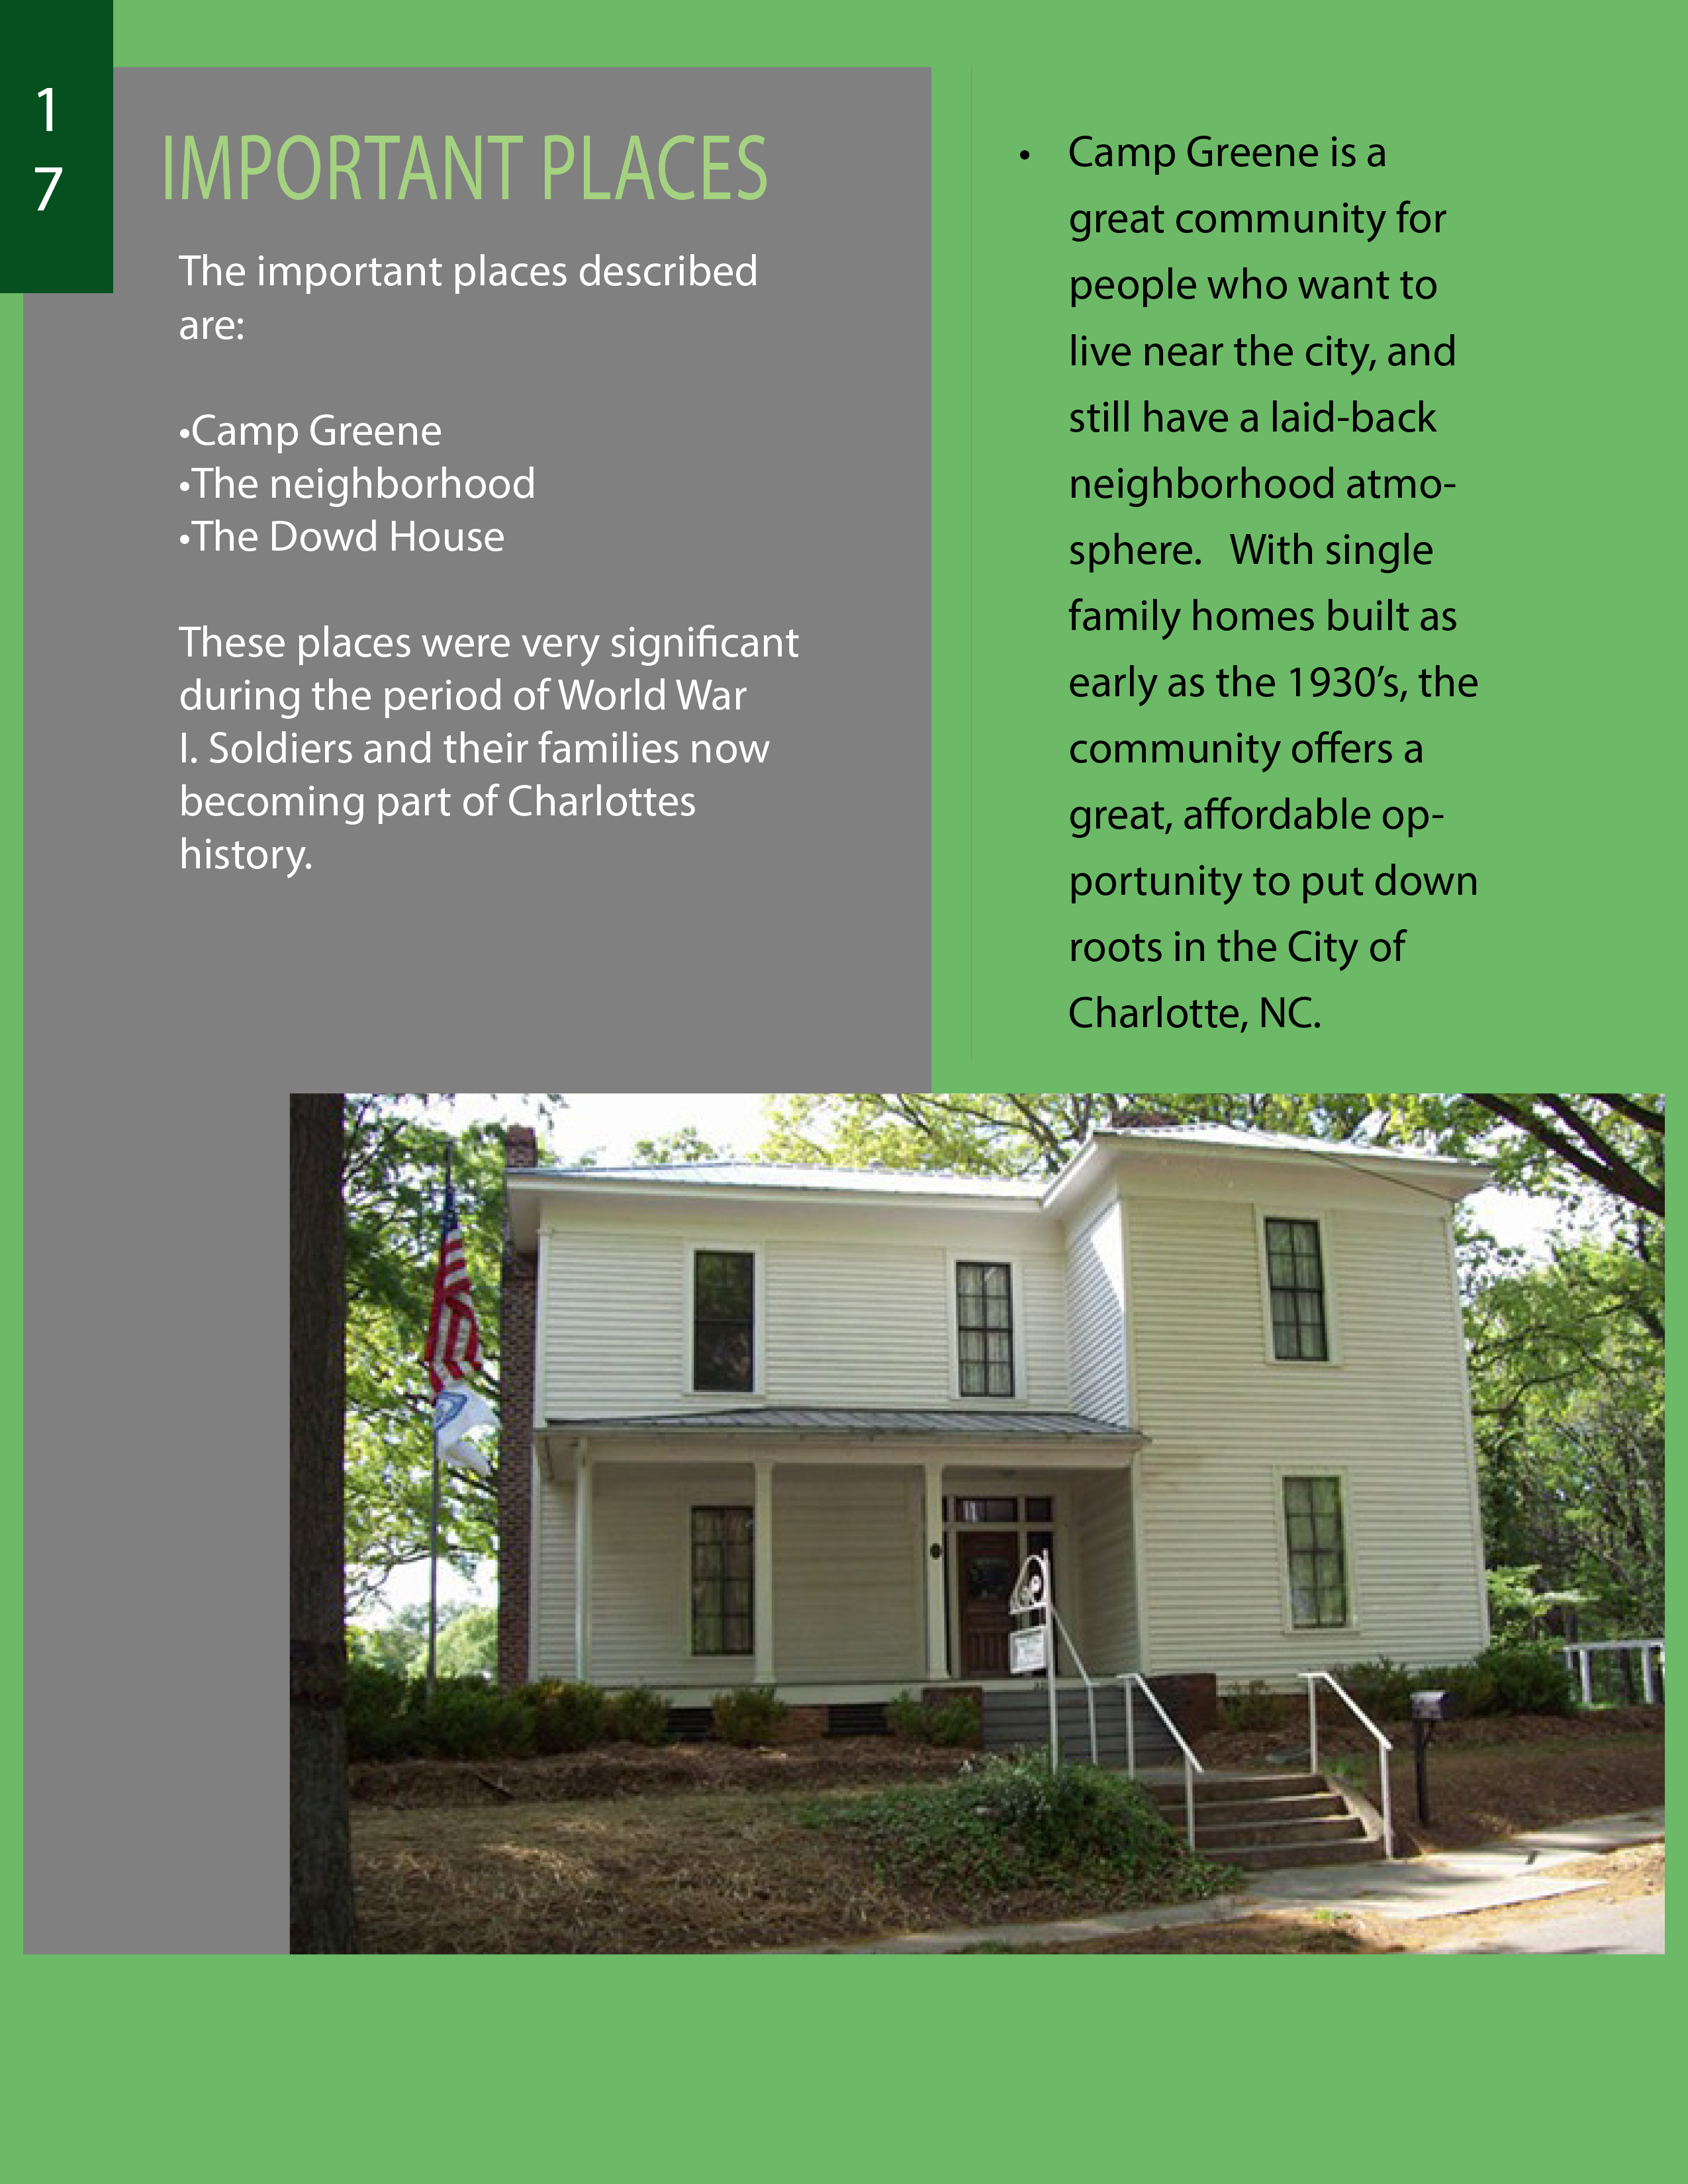 1
7
IMPORTANT PLACES
The important places described
are:
•Camp Greene
•The neighborhood
•The Dowd House
These places were very significant
during the period of World War
I. Soldiers and their families now
becoming part of Charlottes
history.
• Camp Greene is a
great community for
people who want to
live near the city, and
still have a laid-back
neighborhood atmo-
sphere.   With single
family homes built as
early as the 1930’s, the
community offers a
great, affordable op-
portunity to put down
roots in the City of
Charlotte, NC.